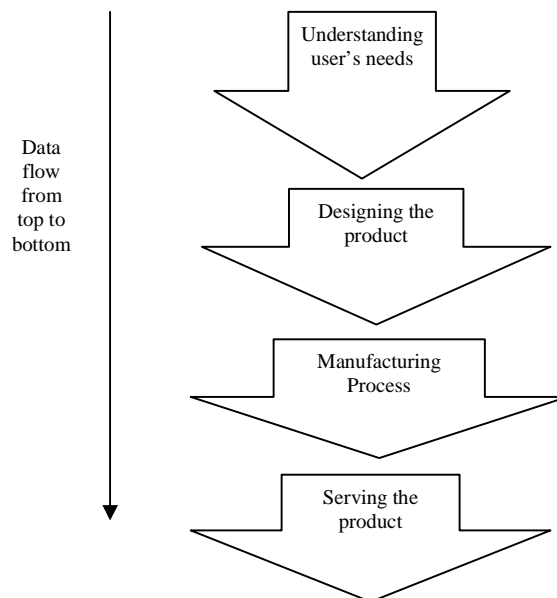 Understanding
user's needs
Data
flow
from
top to
bottom
Designing the
product
Manufacturing
Process
Serving the
product